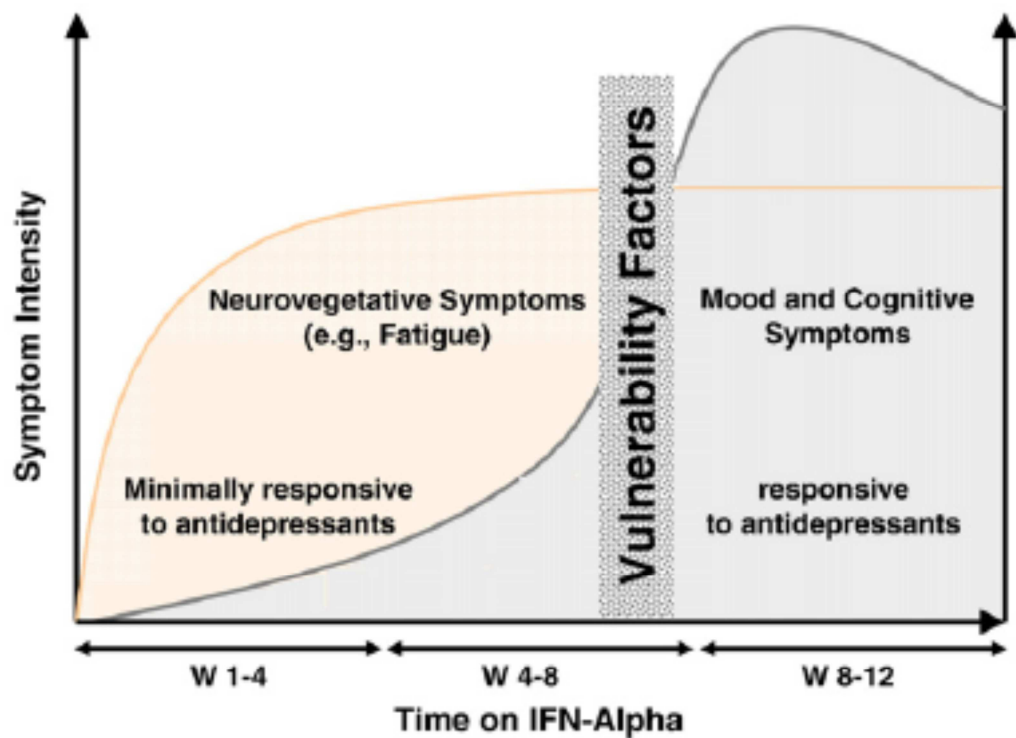 Symptom Intensity
Neurovegetative Symptoms
(e.g., Fatigue)
Minimally responsive
to antidepressants
Vulnerability Factors
Mood and Cognitive
Symptoms
responsive
to antidepressants
W 1-4
W 4-8
W 8-12
Time on IFN-Alpha